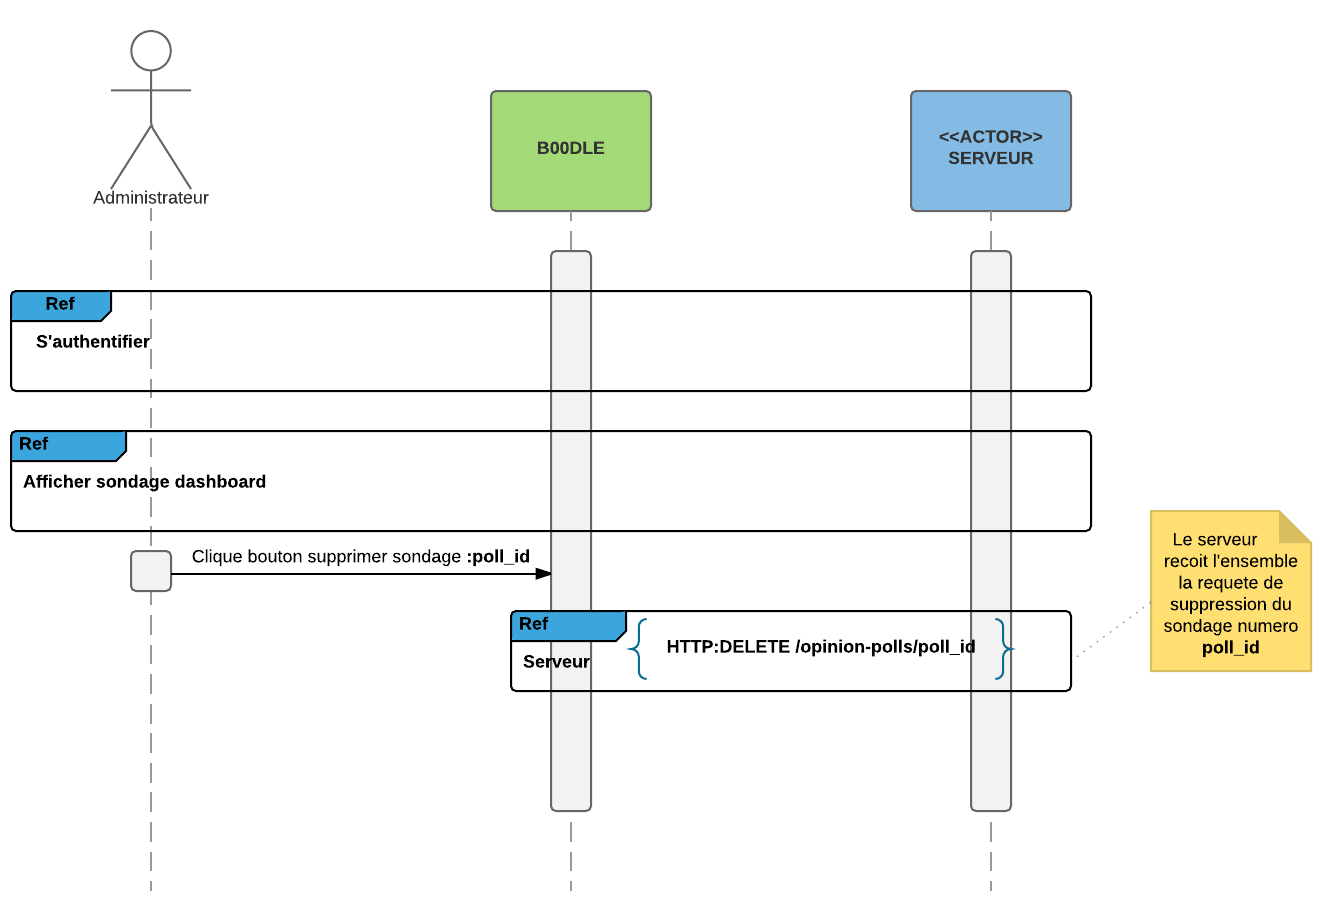 Administrateur
B00DLE
<<ACTOR>>
SERVEUR
Ref
S'authentifier
Ref
Afficher sondage dashboard
Clique bouton supprimer sondage :poll_id
Ref
Serveur
HTTP:DELETE /opinion-polls/poll_id
Le serveur
recoit l'ensemble
la requete de
suppression du
sondage numero
poll_id